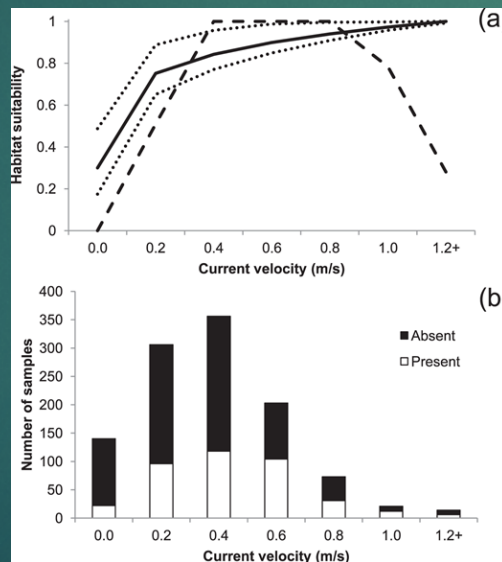 (a)
Habitat suitability
1
0.8
0.6
0.4
0.2
0
0.0 0.2 0.4 0.6 0.8 1.0 1.2+
Current velocity (m/s)
(b)
Number of samples
400
350
300
250
200
150
100
50
0
Absent
Present
0.0 0.2 0.4 0.6 0.8 1.0 1.2+
Current velocity (m/s)